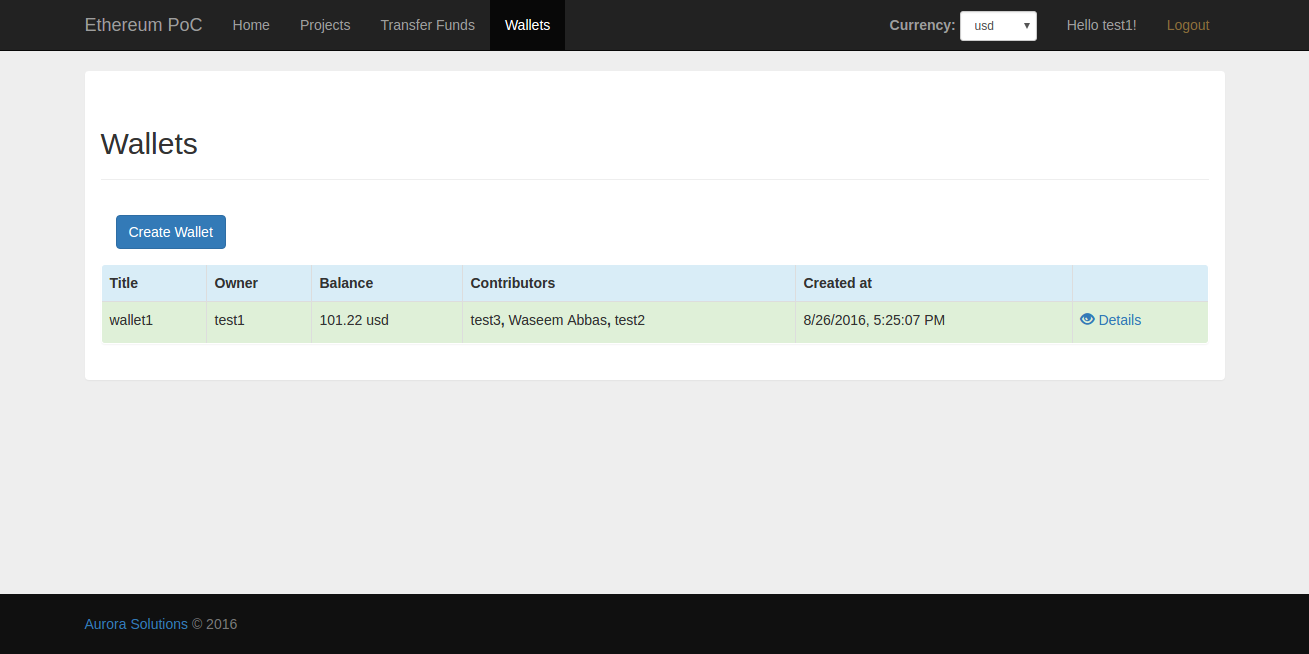 Ethereum PoC Home Projects Transfer Funds Wallets Currency: usd Hello test1! Logout
Wallets
Create Wallet
Title Owner Balance Contributors Created at
wallet1 test1 101.22 usd test3, Waseem Abbas, test2 8/26/2016, 5:25:07 PM Details
Aurora Solutions © 2016